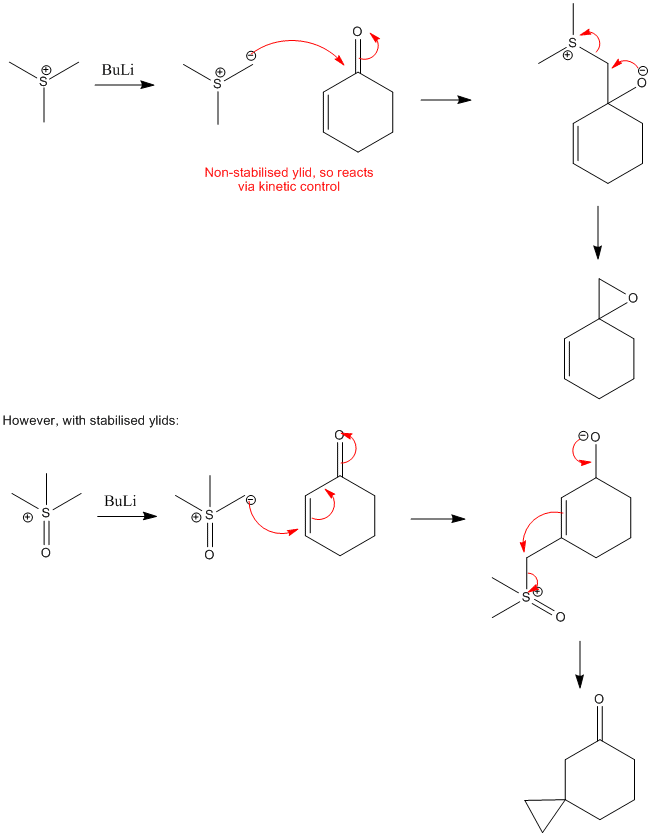 BuLi
S
⊕
S
⊕
⊖
O
S
⊕
⊖
O
Non-stabilised ylid, so reacts
via kinetic control
O
However, with stabilised ylids:
BuLi
S
⊕
O
S
⊕
⊖
O
O
⊖O
S
⊕
O
O